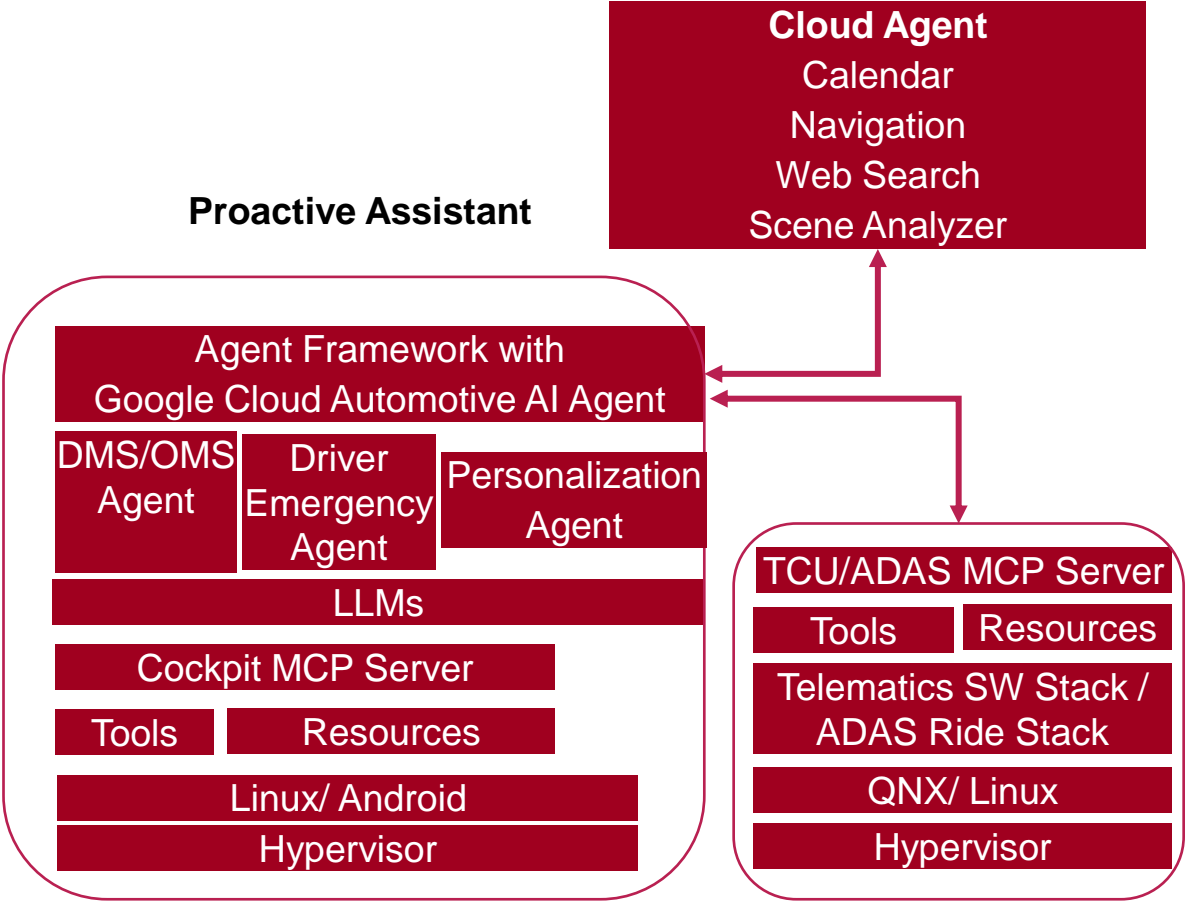 Cloud Agent
Calendar
Navigation
Web Search
Scene Analyzer
Proactive Assistant
Agent Framework with
Google Cloud Automotive AI Agent
DMS/OMS
Agent
Driver
Emergency
Agent
Personalization
Agent
LLMs
Cockpit MCP Server
Tools
Resources
Linux/ Android
Hypervisor
TCU/ADAS MCP Server
Tools
Resources
Telematics SW Stack /
ADAS Ride Stack
QNX/ Linux
Hypervisor